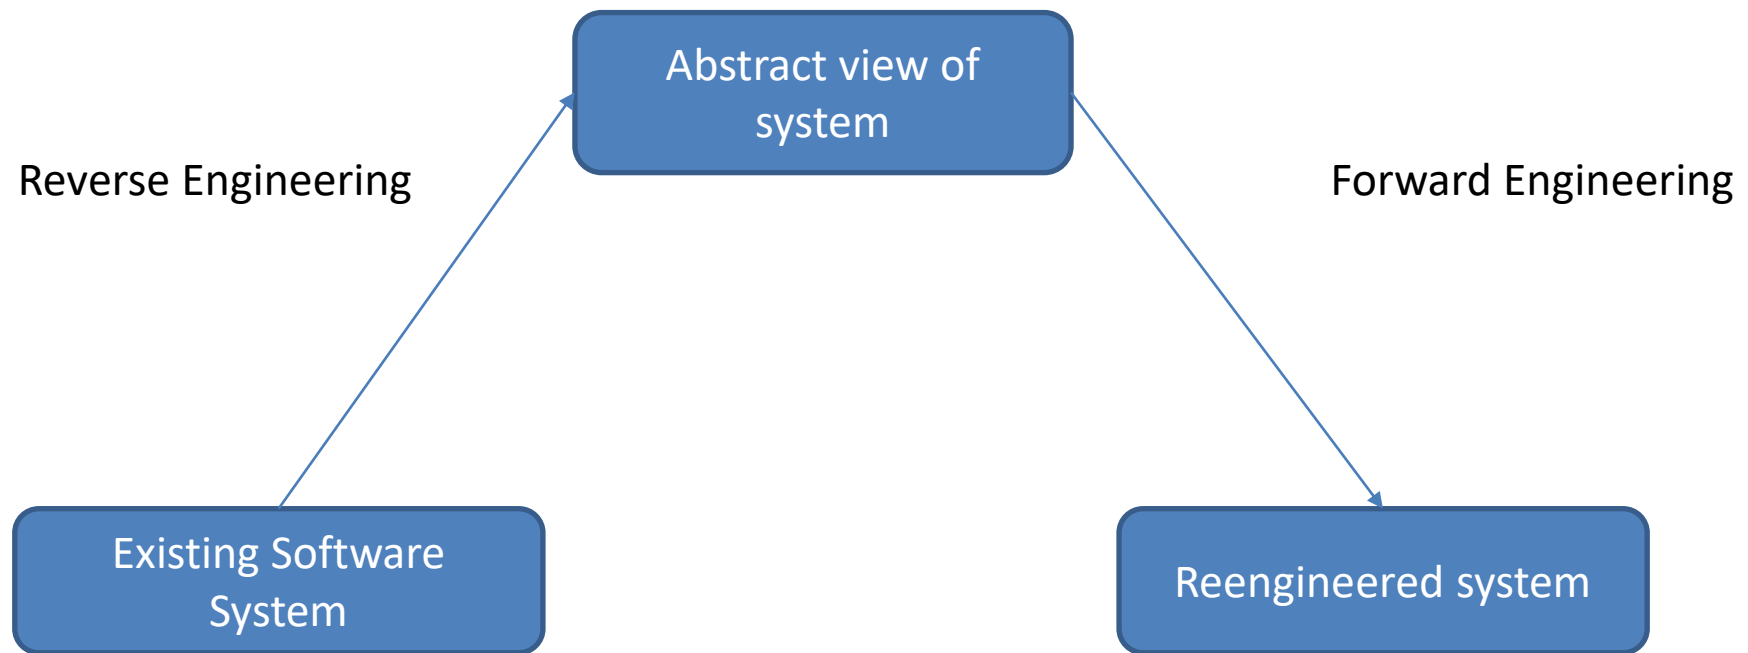 Abstract view of
system
Reverse Engineering
Forward Engineering
Existing Software
System
Reengineered system